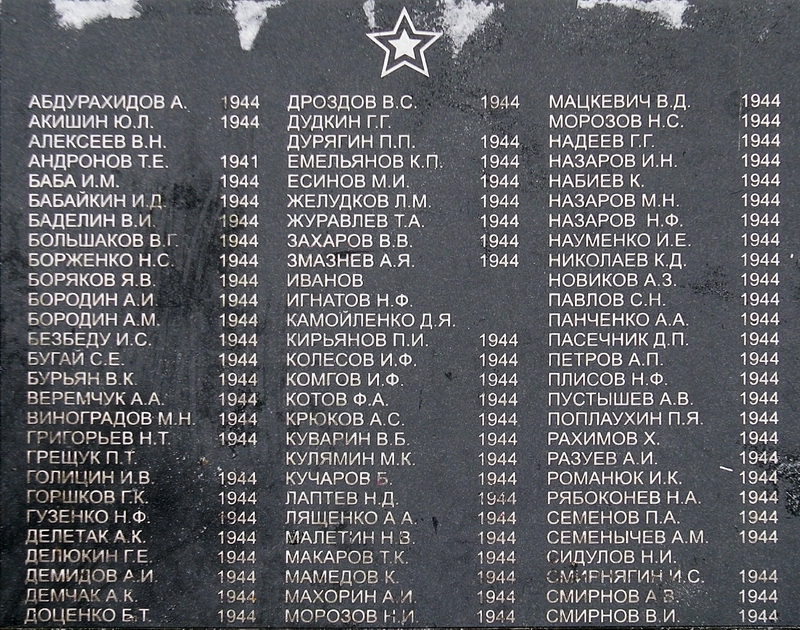 АБДУРАХИДОВ А. 1944
АКИШИН Ю.Л. 1944
АЛЕКСЕЕВ В.Н.
АНДРОНОВ Т.Е. 1941
БАБА И.М. 1944
БАБАЙКИН И.Д. 1944
БАДЕЛИН В.И. 1944
БОЛЬШАКОВ В.Г. 1944
БОРЖЕНКО Н.С. 1944
БОРЯКОВ Я.В. 1944
БОРОДИН А.И. 1944
БОРОДИН А.М. 1944
БЕЗБЕДУ И.С. 1944
БУГАЙ С.Е. 1944
БУРЬЯН В.К. 1944
ВЕРЕМЧУК А.А. 1944
ВИНОГРАДОВ М.Н. 1944
ГРИГОРЬЕВ Н.Т. 1944
ГРЕЩУК П.Т.
ГОЛИЦИН И.В. 1944
ГОРШКОВ Г.К. 1944
ГУЗЕНКО Н.Ф. 1944
ДЕЛЕТАК А.К. 1944
ДЕЛЮКИН Г.Е. 1944
ДЕМИДОВ А.И. 1944
ДЕМЧАК А.К. 1944
ДОЦЕНКО Б.Т. 1944
ДРОЗДОВ В.С. 1944
ДУДКИН Г.Г.
ДУРЯГИН П.П. 1944
ЕМЕЛЬЯНОВ К.П. 1944
ЕСИНОВ М.И. 1944
ЖЕЛУДКОВ Л.М. 1944
ЖУРАВЛЕВ Т.А. 1944
ЗАХАРОВ В.В. 1944
ЗМАЗНЕВ А.Я. 1944
ИВАНОВ
ИГНАТОВ Н.Ф.
КАМОЙЛЕНКО Д.Я.
КИРЬЯНОВ П.И. 1944
КОЛЕСОВ И.Ф. 1944
КОМГОВ И.Ф. 1944
КОТОВ Ф.А. 1944
КРЮКОВ А.С. 1944
КУВАРИН В.Б. 1944
КУЛЯМИН М.К. 1944
КУЧАРОВ Б. 1944
ЛАПТЕВ Н.Д. 1944
ЛЯЩЕНКО А.А. 1944
МАЛЕТИН Н.В. 1944
МАКАРОВ Т.К. 1944
МАМЕДОВ К. 1944
МАХОРИН А.И. 1944
МОРОЗОВ Н.И. 1944
МАЦКЕВИЧ В.Д. 1944
МОРОЗОВ Н.С. 1944
НАДЕЕВ Г.Г. 1944
НАЗАРОВ И.Н. 1944
НАБИЕВ К. 1944
НАЗАРОВ М.Н. 1944
НАЗАРОВ Н.Ф. 1944
НАУМЕНКО И.Е. 1944
НИКОЛАЕВ К.Д. 1944
НОВИКОВ А.З. 1944
ПАВЛОВ С.Н. 1944
ПАНЧЕНКО А.А. 1944
ПАСЕЧНИК Д.П. 1944
ПЕТРОВ А.П. 1944
ПЛИСОВ Н.Ф. 1944
ПУСТЫШЕВ А.В. 1944
ПОПЛАУХИН П.Я. 1944
РАХИМОВ Х. 1944
РАЗУЕВ А.И. 1944
РОМАНЮК И.К. 1944
РЯБОКОНЕВ Н.А. 1944
СЕМЕНОВ П.А. 1944
СЕМЕНЫЧЕВ А.М. 1944
СИДУЛОВ Н.И.
СМИРНЯГИН И.С. 1944
СМИРНОВ А.В. 1944
СМИРНОВ В.И. 1944